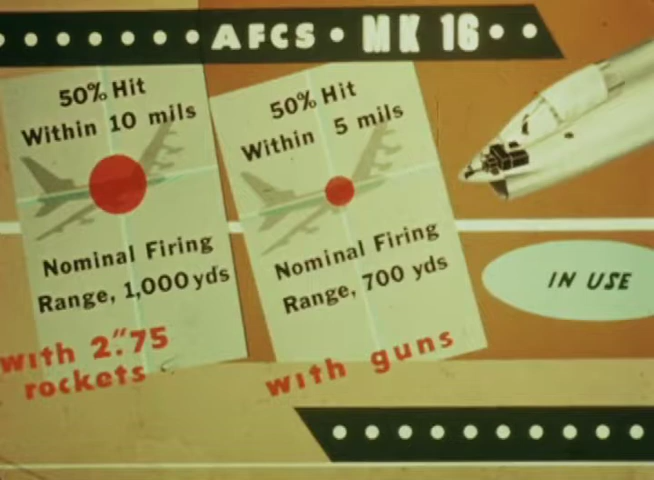 AFCS • MK 16
50% Hit
Within 10 mils
Nominal Firing
Range, 1,000 yds
with 2".75
rockets
50% Hit
Within 5 mils
Nominal Firing
Range, 700 yds
with guns
IN USE